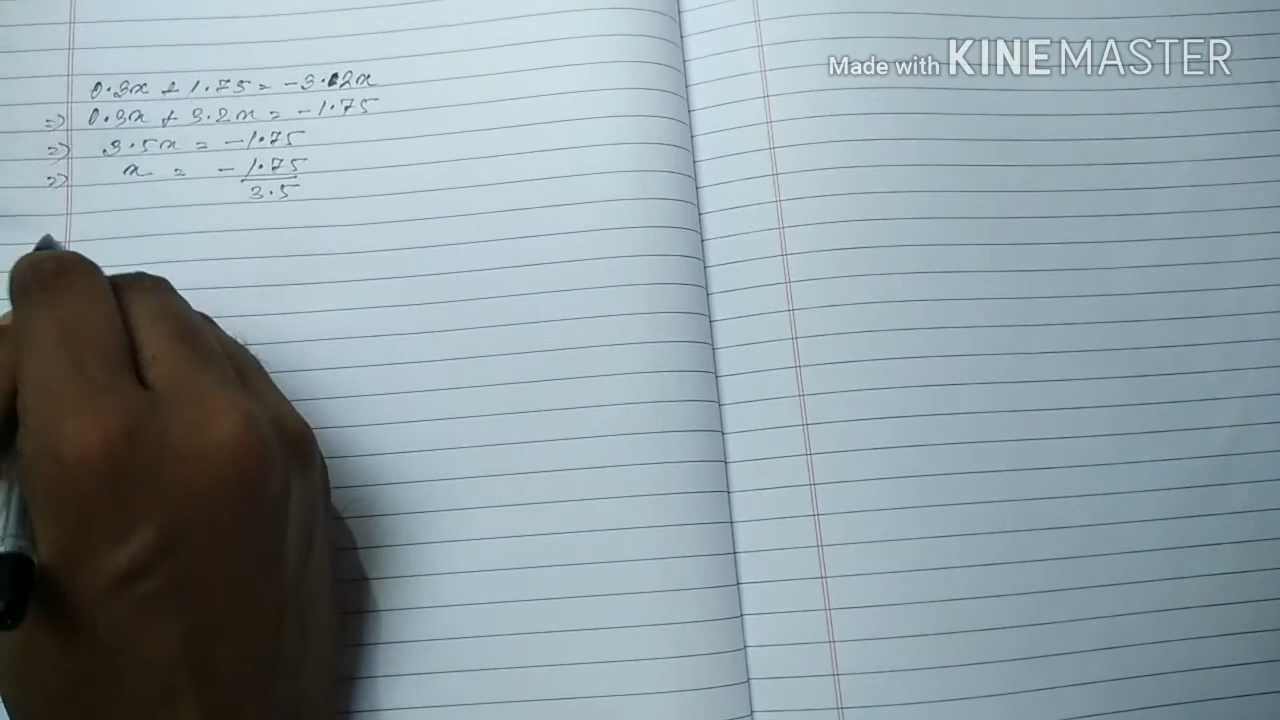 Made with KINEMASTER
0.3x + 1.75 = -3.2x
=> 0.3x + 3.2x = -1.75
=> 3.5x = -1.75
=> x = - 1.75
3.5